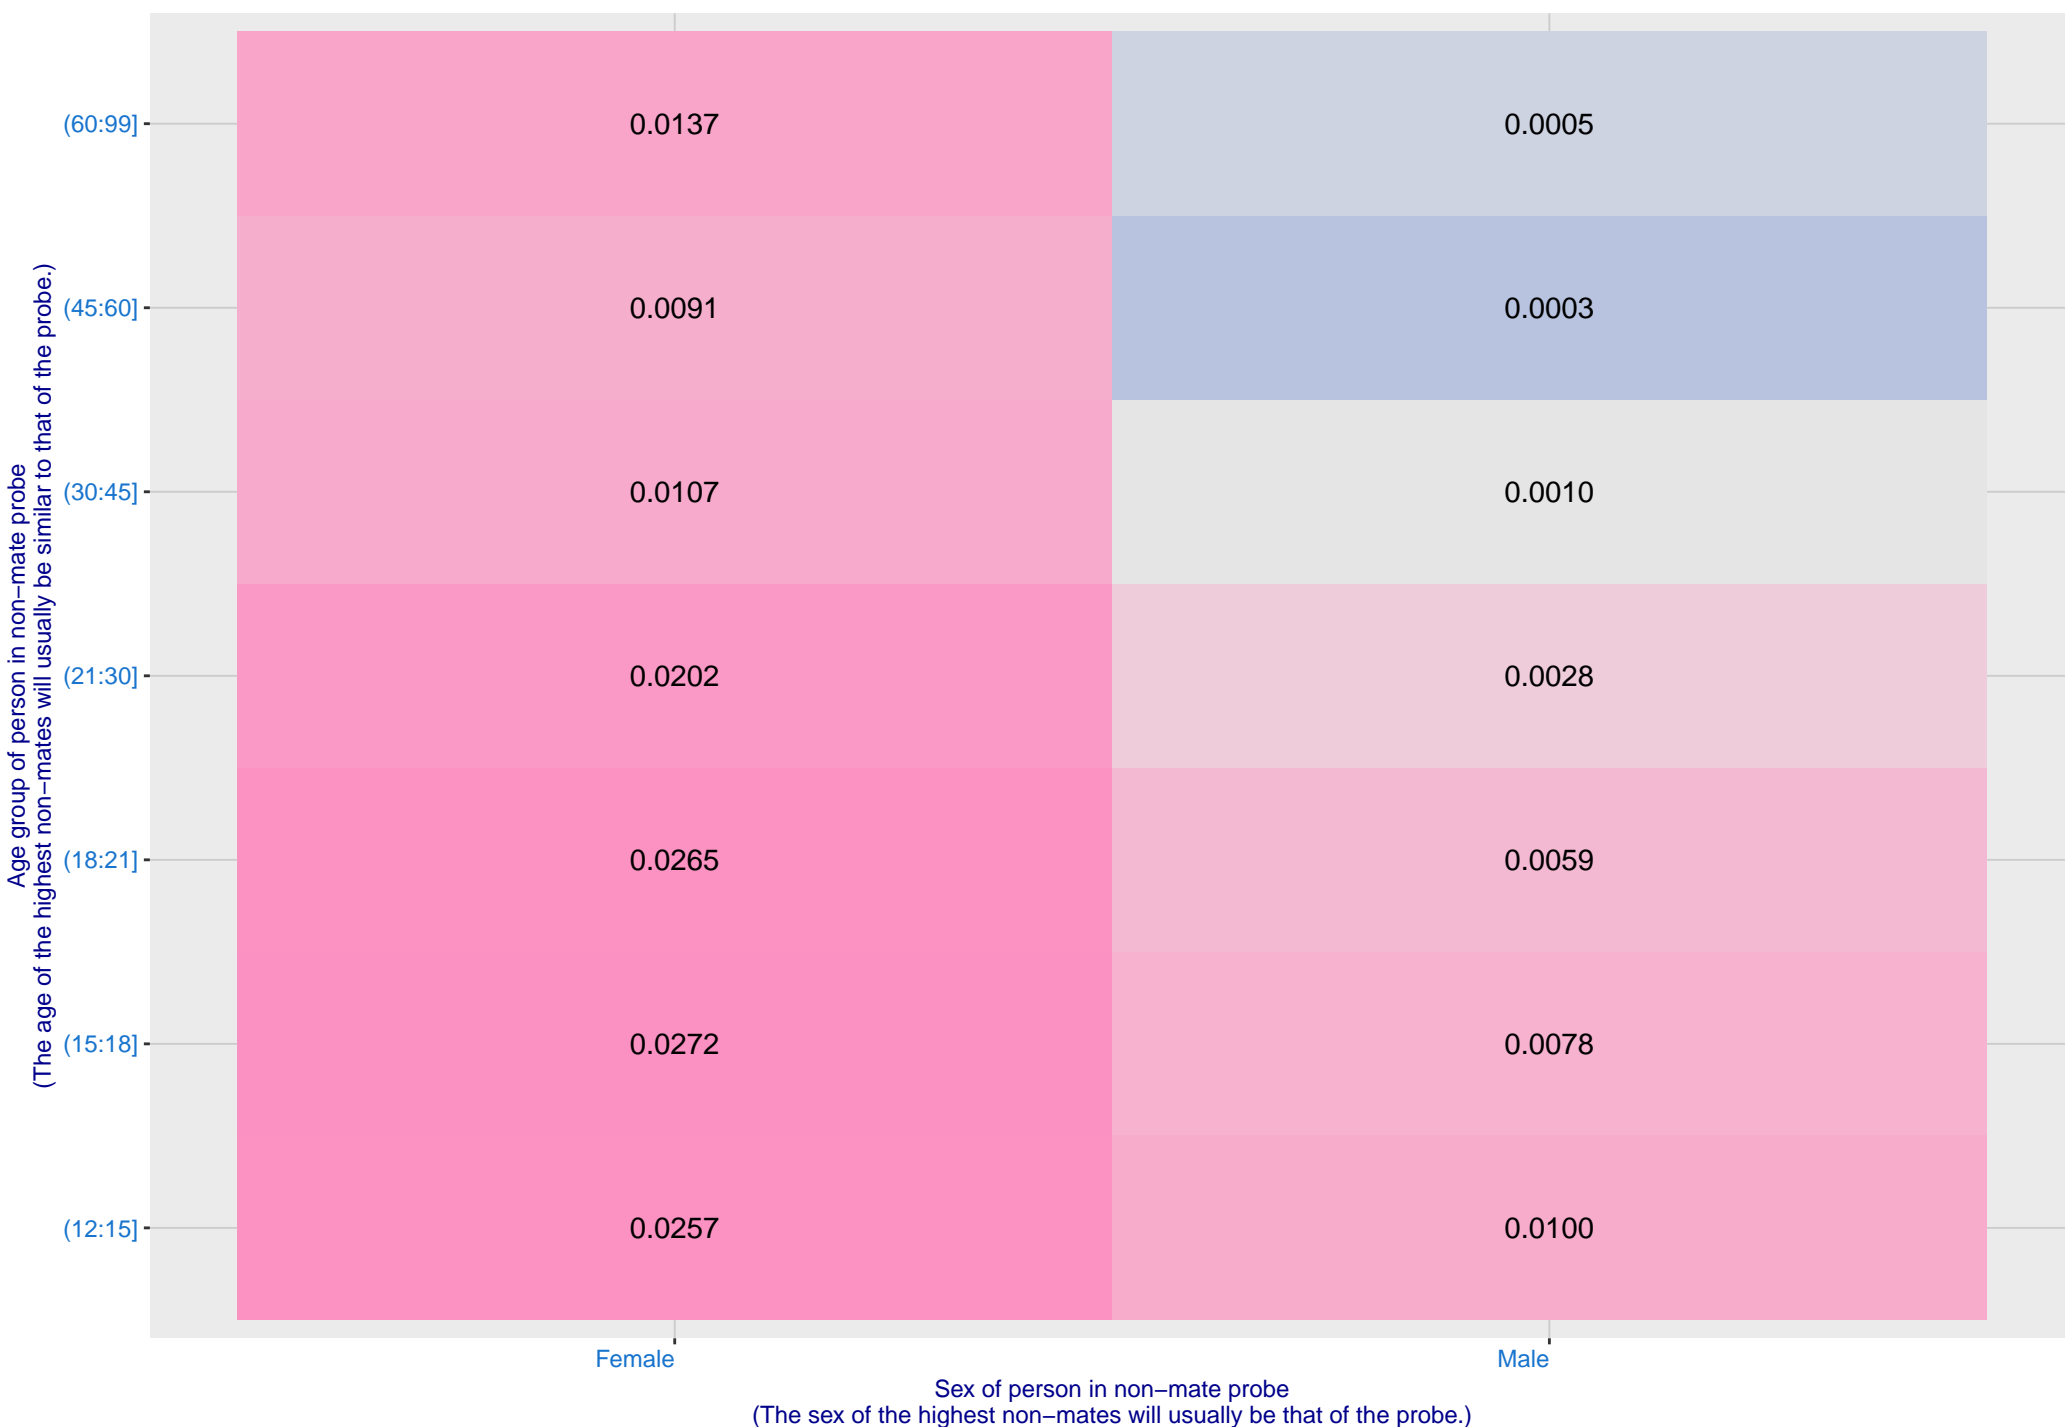 Age group of person in non−mate probe
(The age of the highest non−mates will usually be similar to that of the probe.)
(60:99] 0.0137 0.0005
(45:60] 0.0091 0.0003
(30:45] 0.0107 0.0010
(21:30] 0.0202 0.0028
(18:21] 0.0265 0.0059
(15:18] 0.0272 0.0078
(12:15] 0.0257 0.0100
Female Male
Sex of person in non−mate probe
(The sex of the highest non−mates will usually be that of the probe.)